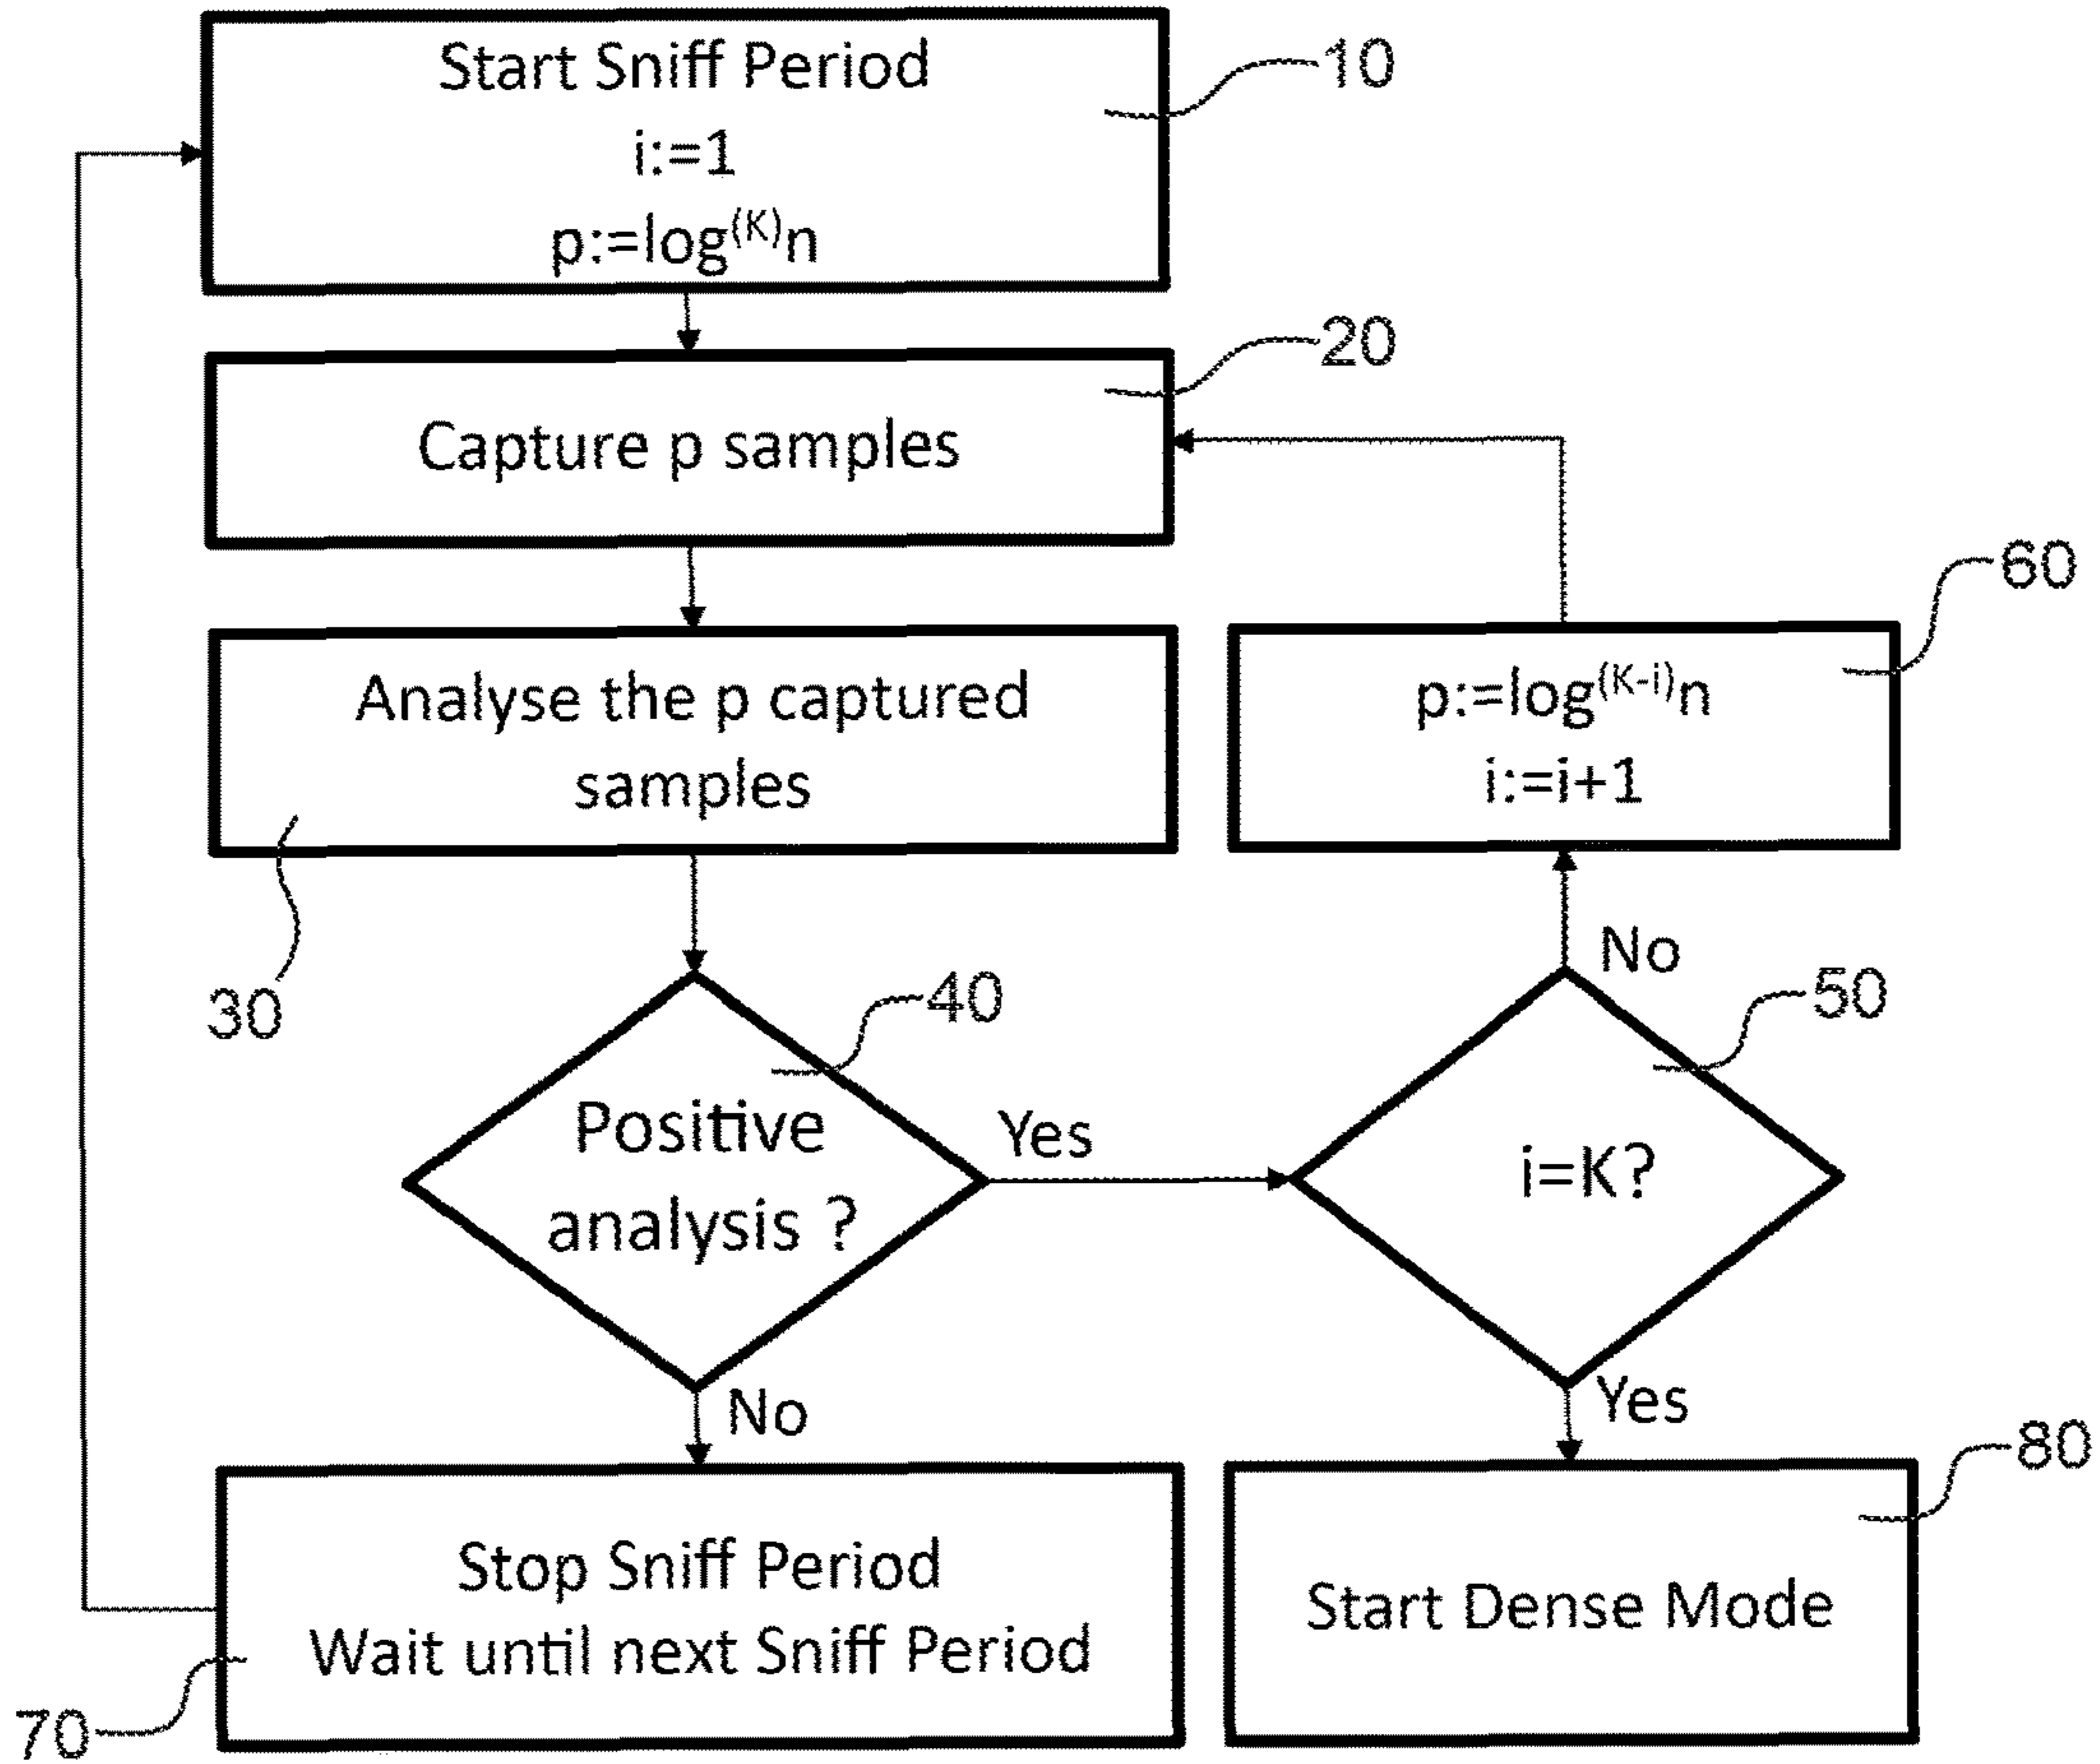 Start Sniff Period
i:=1
p:=log(K)n
10
Capture p samples
20
Analyse the p captured
samples
30
p:=log(K-i)n
i:=i+1
60
Positive
analysis ?
40
Yes
No
i=K?
50
No
Yes
Stop Sniff Period
Wait until next Sniff Period
70
Start Dense Mode
80